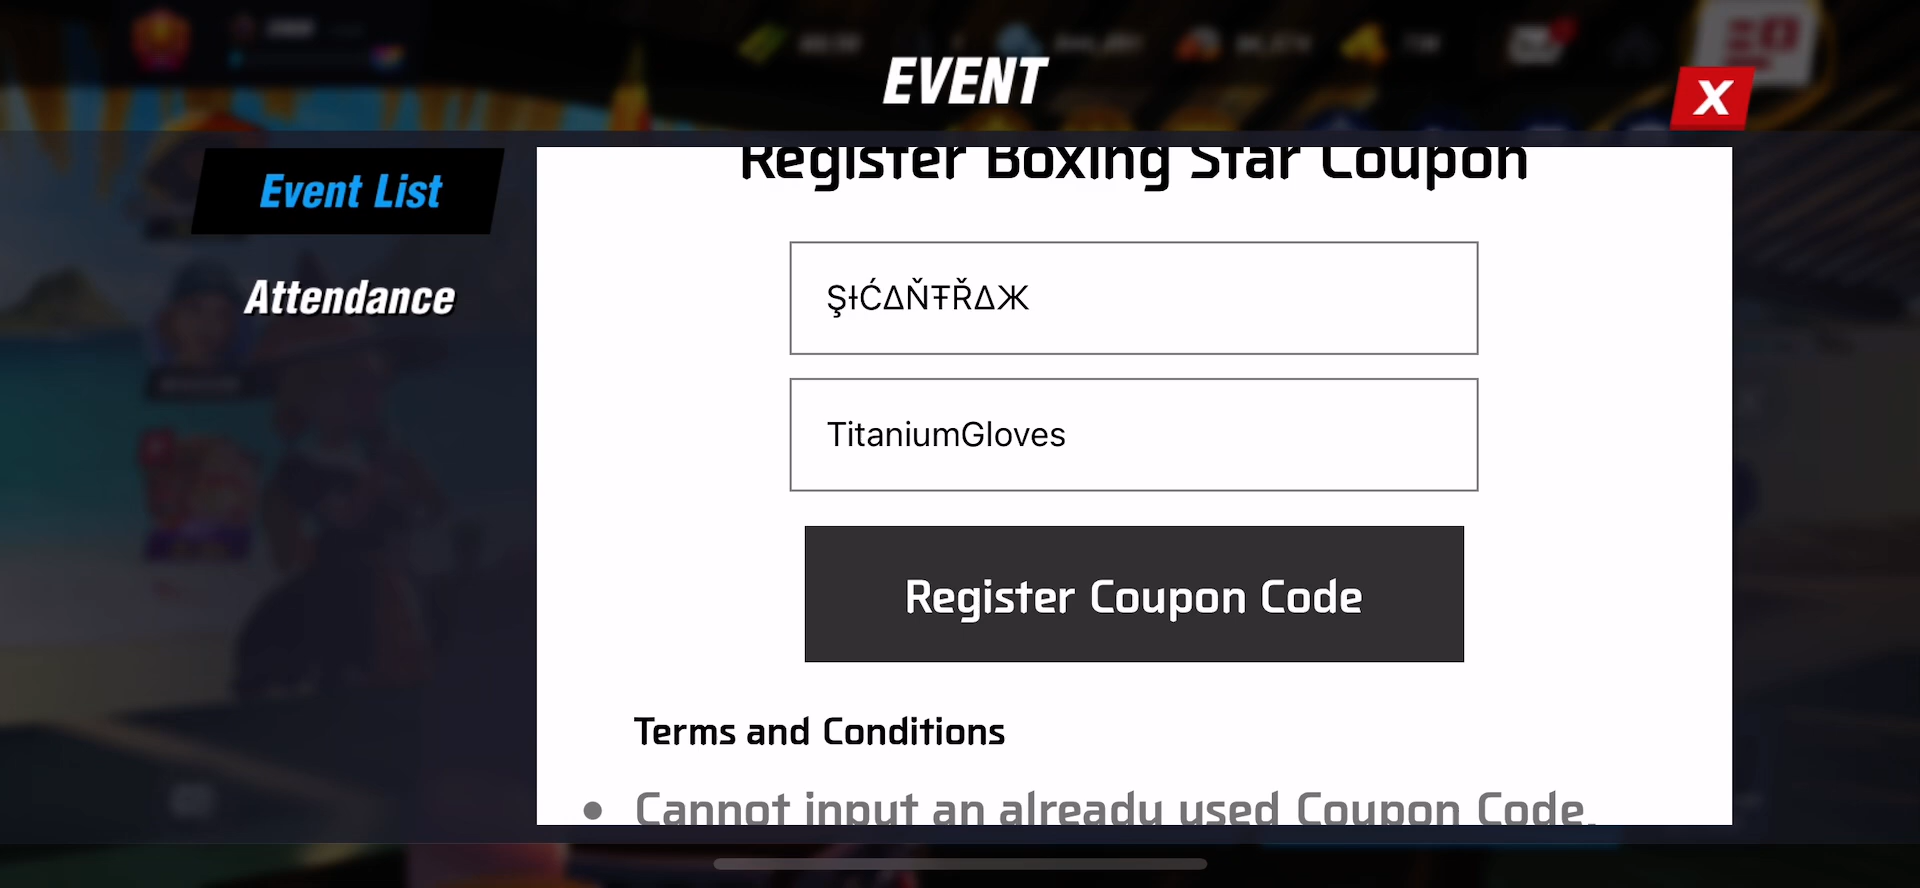 EVENT
X
Event List
Attendance
Register Boxing Star Coupon
ŞƗĆΔŇŦŘΔЖ
TitaniumGloves
Register Coupon Code
Terms and Conditions
• Cannot input an already used Coupon Code.